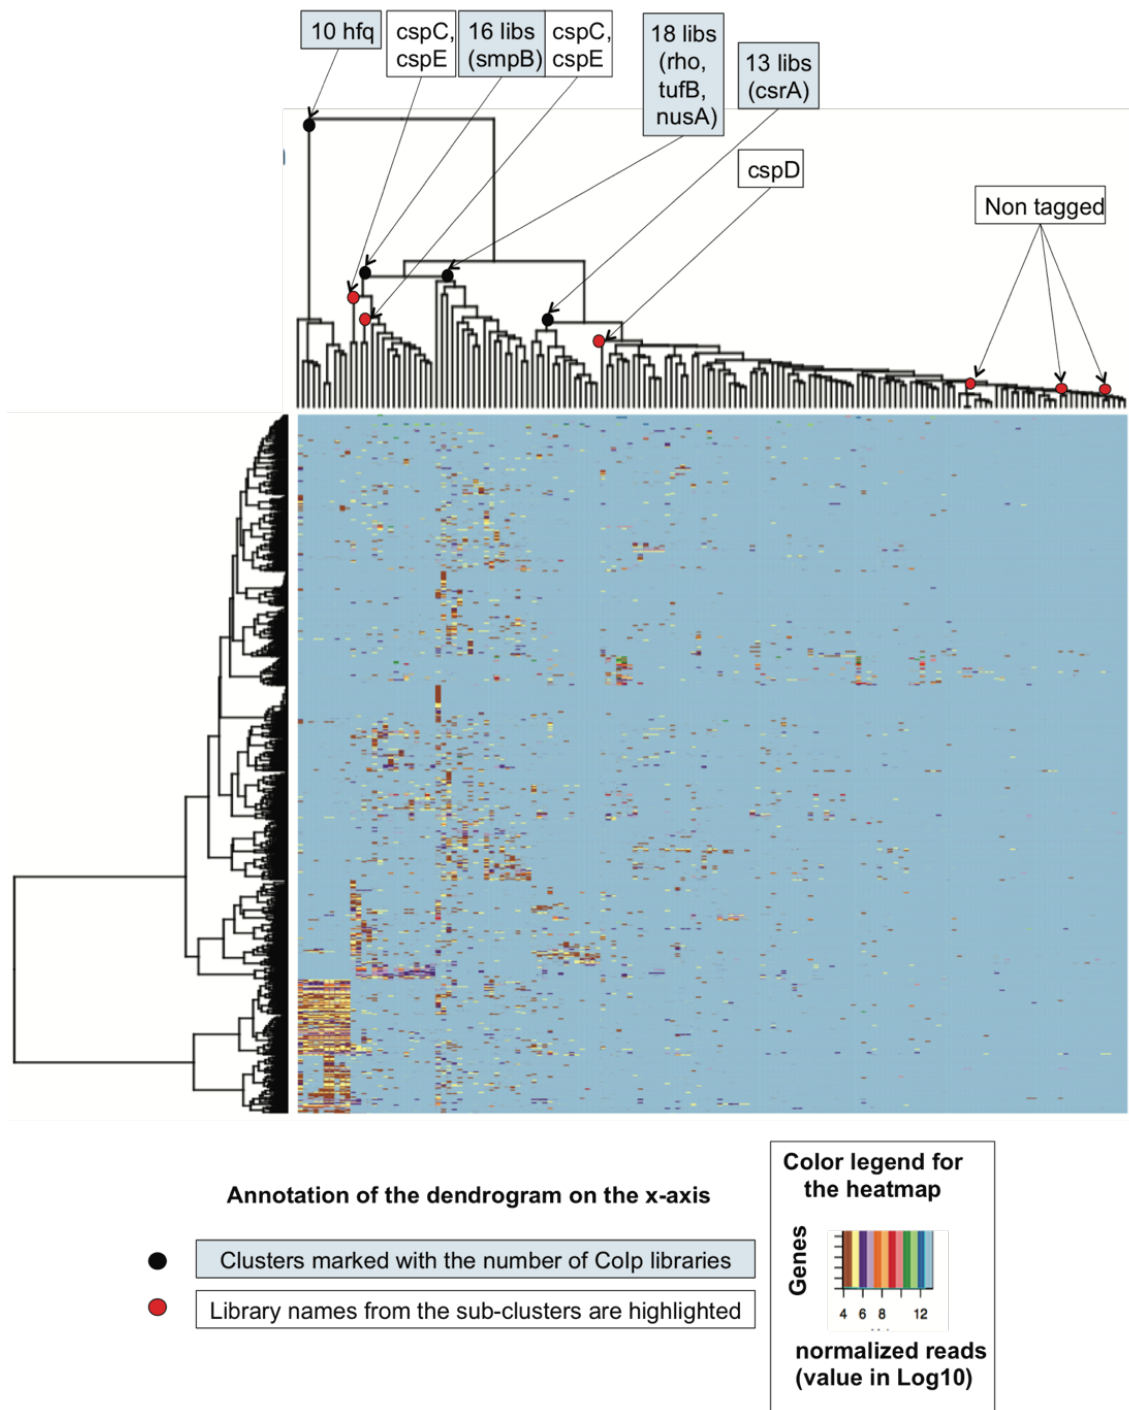 10 hfq
cspC,
cspE
16 libs
(smpB)
cspC,
cspE
18 libs
(rho,
tufB,
nusA)
13 libs
(csrA)
cspD
Non tagged
Annotation of the dendrogram on the x-axis
Clusters marked with the number of CoIp libraries
Library names from the sub-clusters are highlighted
Color legend for
the heatmap
Genes
4 6 8 12
normalized reads
(value in Log10)